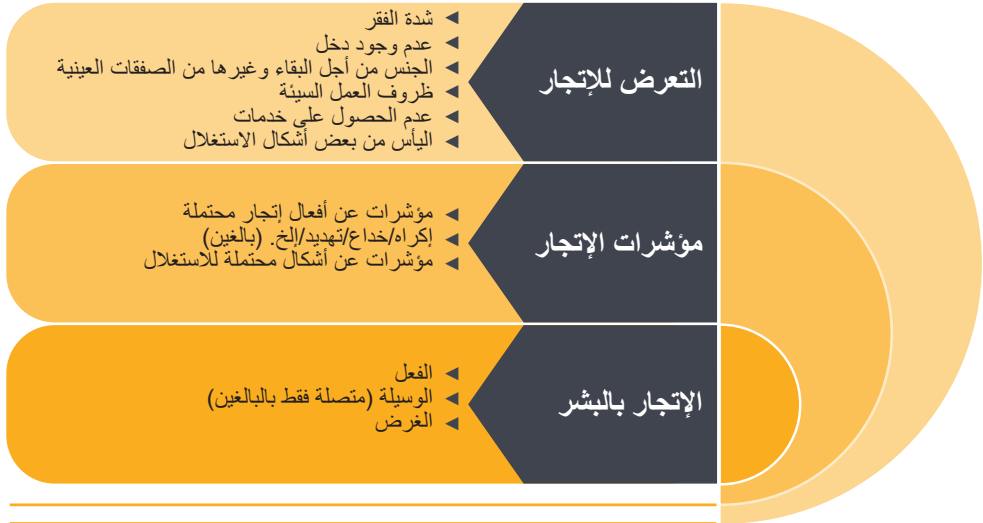 التعرض للإتجار
◄ شدة الفقر
◄ عدم وجود دخل
◄ الجنس من أجل البقاء وغيرها من الصفقات العينية
◄ ظروف العمل السيئة
◄ عدم الحصول على خدمات
◄ اليأس من بعض أشكال الاستغلال
مؤشرات الإتجار
◄ مؤشرات عن أفعال إتجار محتملة
◄ إكراه/خداع/تهديد/إلخ. (بالغين)
◄ مؤشرات عن أشكال محتملة للاستغلال
الإتجار بالبشر
◄ الفعل
◄ الوسيلة (متصلة فقط بالبالغين)
◄ الغرض